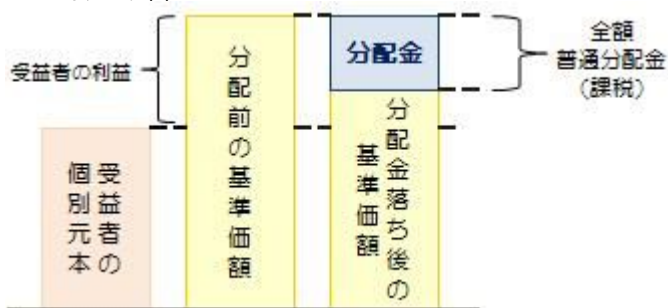 受益者の利益
受益者の
個別元本
分配前の基準価額
分配金
分配金落ち後の
基準価額
全額
普通分配金
(課税)